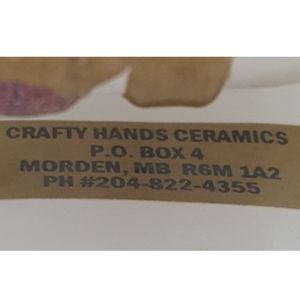 CRAFTY HANDS CERAMICS
P.O. BOX 4
MORDEN, MB R6M 1A2
PH #204-822-4355